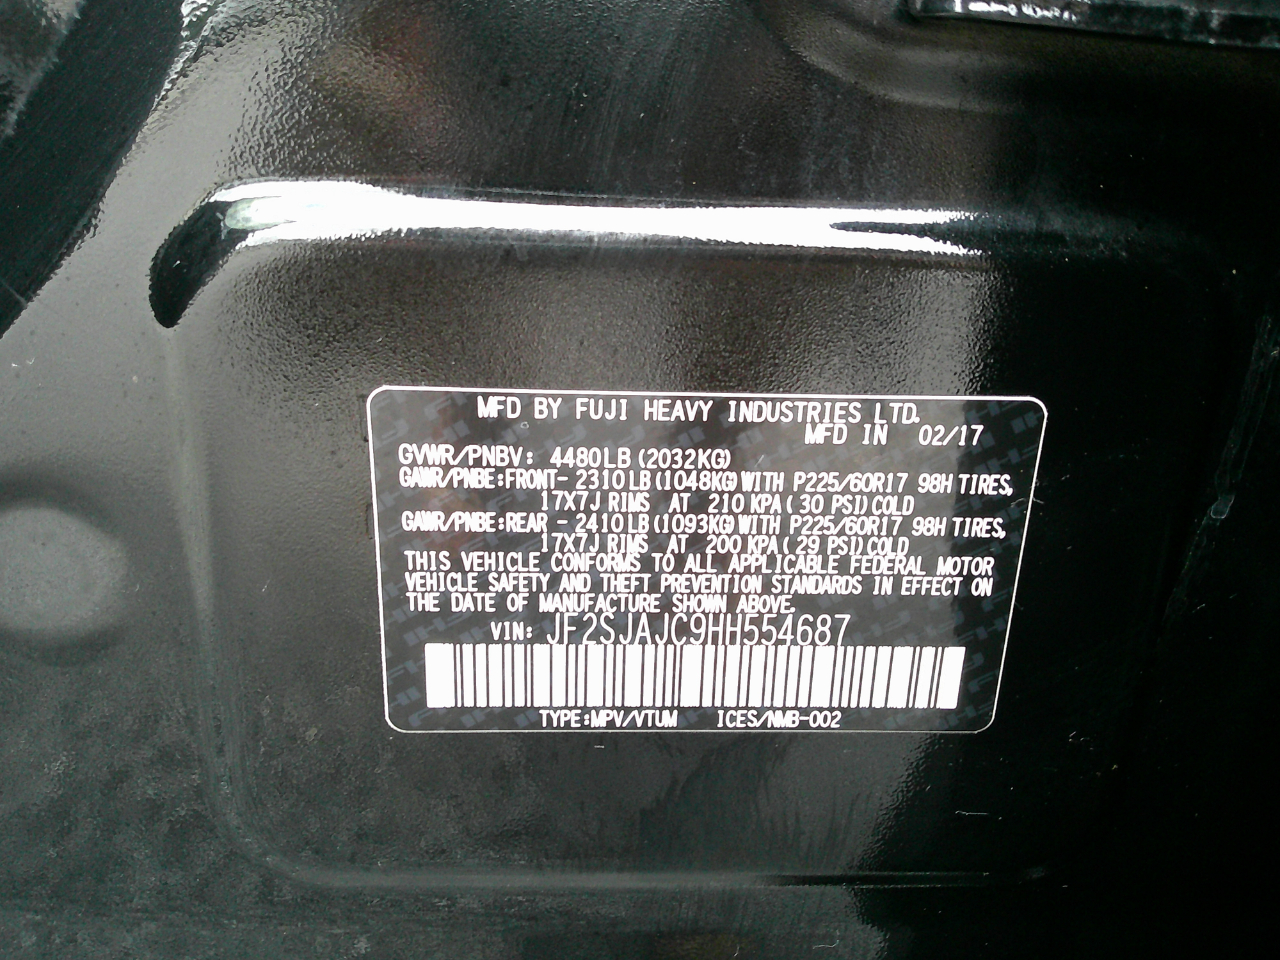 MFD BY FUJI HEAVY INDUSTRIES LTD.
MFD IN 02/17
GVWR/PNBV: 4480LB (2032KG)
GAWR/PNBE:FRONT- 2310LB (1048KG) WITH P225/60R17 98H TIRES,
17X7J RIMS AT 210 KPA ( 30 PSI) COLD
GAWR/PNBE:REAR - 2410LB (1093KG) WITH P225/60R17 98H TIRES,
17X7J RIMS AT 200 KPA ( 29 PSI) COLD
THIS VEHICLE CONFORMS TO ALL APPLICABLE FEDERAL MOTOR
VEHICLE SAFETY AND THEFT PREVENTION STANDARDS IN EFFECT ON
THE DATE OF MANUFACTURE SHOWN ABOVE.
VIN: JF2SJAJC9HH554687
TYPE:MPV/VTUM ICES/NMB-002